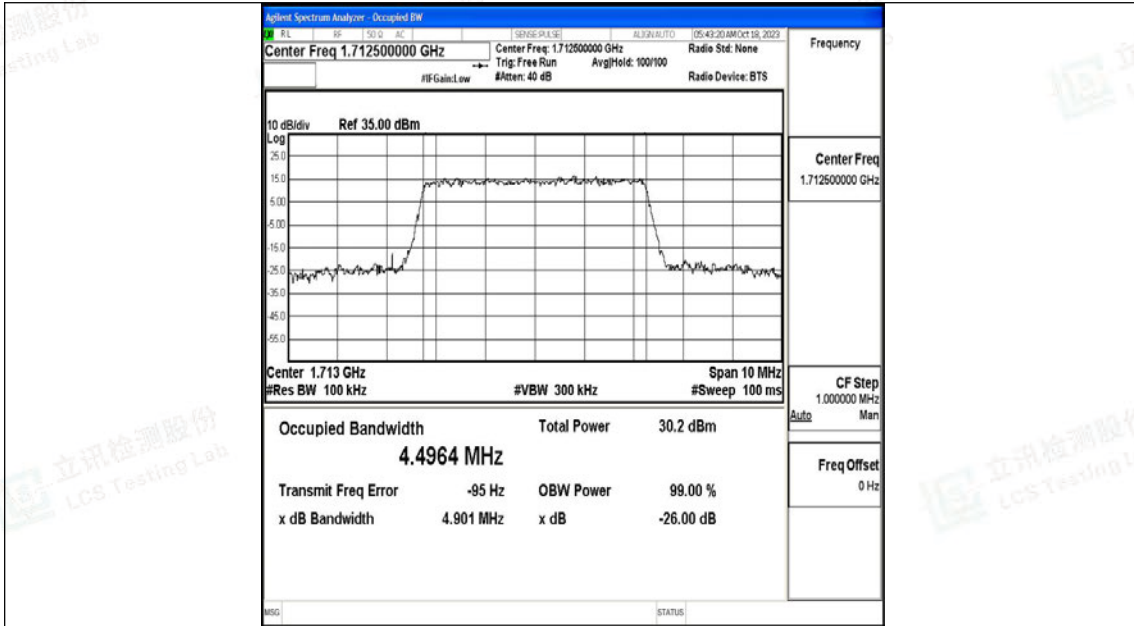 Agilent Spectrum Analyzer - Occupied BW
RL RF 50 Ω AC SENSE:PULSE ALIGNAUTO 05:43:20 AM Oct 18, 2023
Center Freq 1.712500000 GHz
Center Freq: 1.712500000 GHz
Radio Std: None
Trig: Free Run Avg|Hold: 100/100
#IFGain:Low
#Atten: 40 dB
Radio Device: BTS
10 dB/div Ref 35.00 dBm
Log
25.0
15.0
5.00
-5.00
-15.0
-25.0
-35.0
-45.0
-55.0
Center 1.713 GHz
Span 10 MHz
#Res BW 100 kHz
#VBW 300 kHz
#Sweep 100 ms
Occupied Bandwidth
Total Power 30.2 dBm
4.4964 MHz
Transmit Freq Error -95 Hz
OBW Power 99.00 %
x dB Bandwidth 4.901 MHz
x dB -26.00 dB
MSG
STATUS
Frequency
Center Freq
1.712500000 GHz
CF Step
1.000000 MHz
Auto Man
Freq Offset
0 Hz
立讯检测股份
LCS Testing Lab
立讯检测股份
LCS Testing